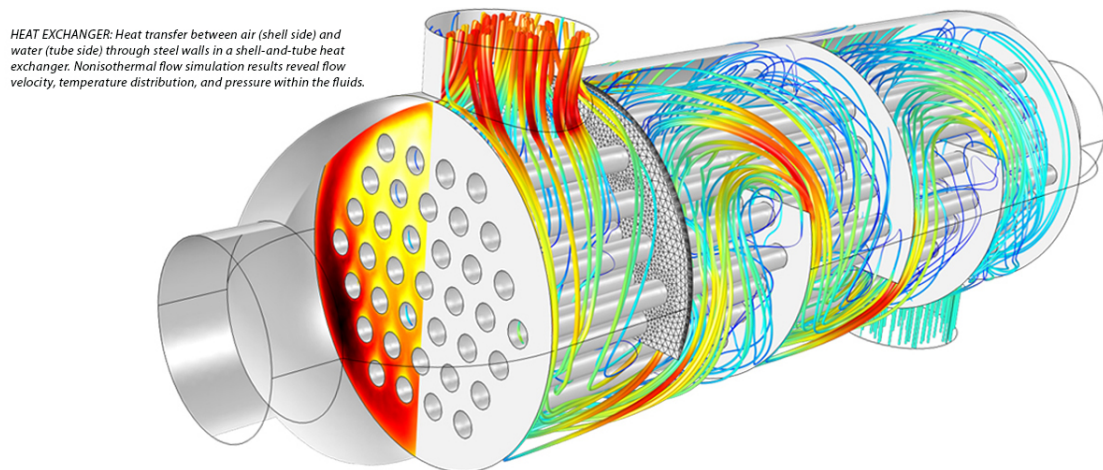 HEAT EXCHANGER: Heat transfer between air (shell side) and
water (tube side) through steel walls in a shell-and-tube heat
exchanger. Nonisothermal flow simulation results reveal flow
velocity, temperature distribution, and pressure within the fluids.